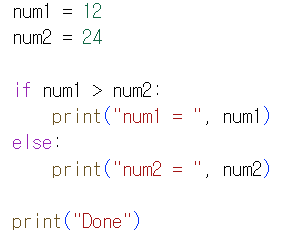 num1 = 12
num2 = 24

if num1 > num2:
    print("num1 = ", num1)
else:
    print("num2 = ", num2)

print("Done")